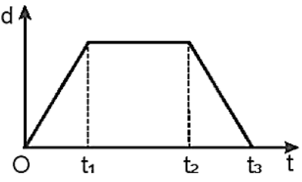 d
O t₁ t₂ t₃ t